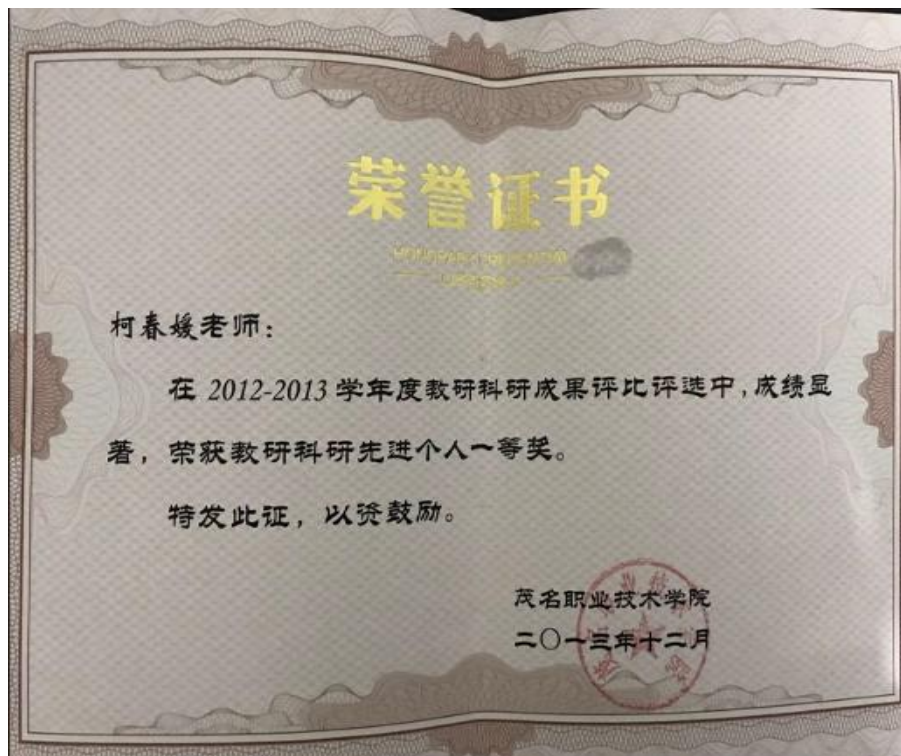 荣誉证书
柯春媛老师：
在 2012-2013 学年度教研科研成果评比评选中，成绩显
著，荣获教研科研先进个人一等奖。
特发此证，以资鼓励。
茂名职业技术学院
二〇一三年十二月